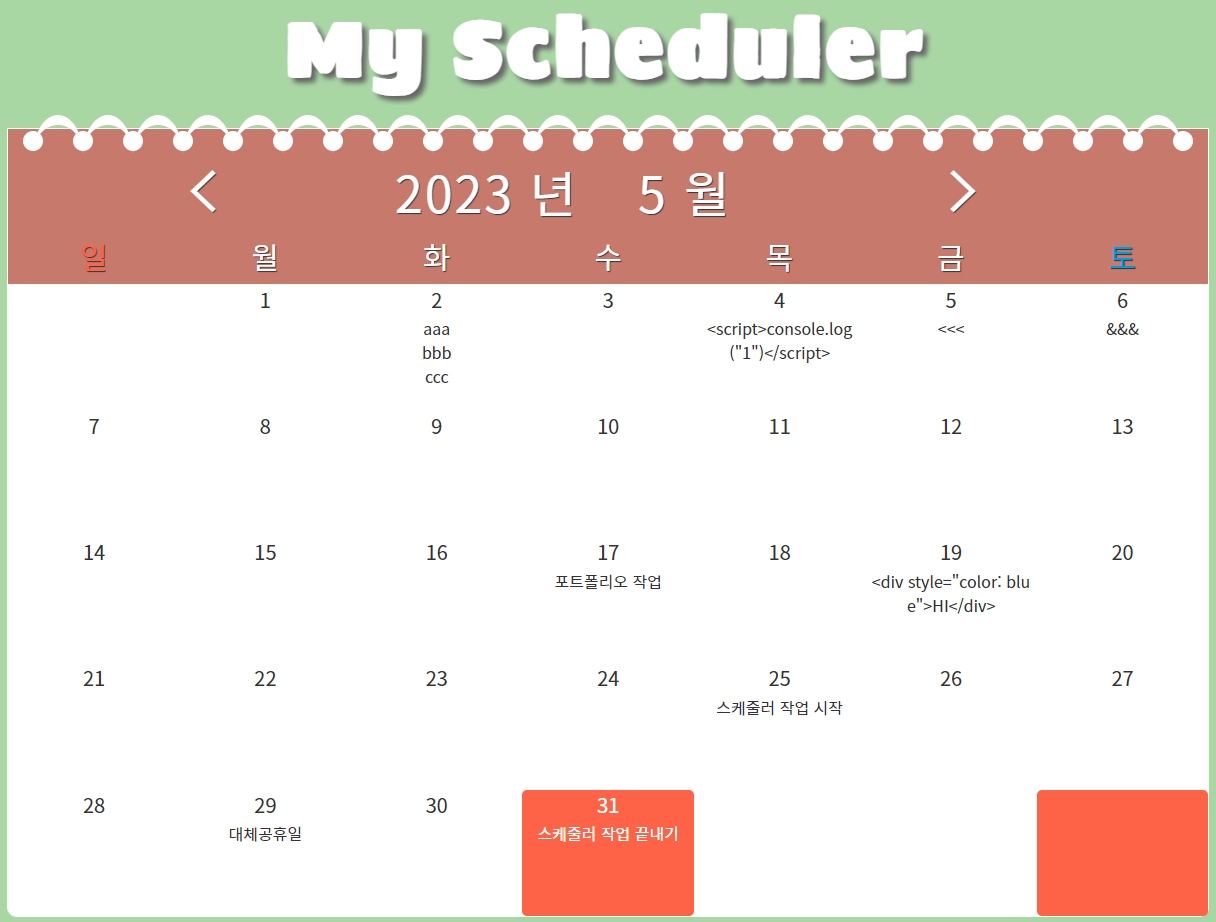 My Scheduler
2023 년 5 월
일 월 화 수 목 금 토
1 2 3 4 5 6
aaa
bbb
ccc
<script>console.log
("1")</script>
<<<
&&&
7 8 9 10 11 12 13
14 15 16 17 18 19 20
포트폴리오 작업
<div style="color: blu
e">HI</div>
21 22 23 24 25 26 27
스케줄러 작업 시작
28 29 30 31
대체공휴일
스케줄러 작업 끝내기